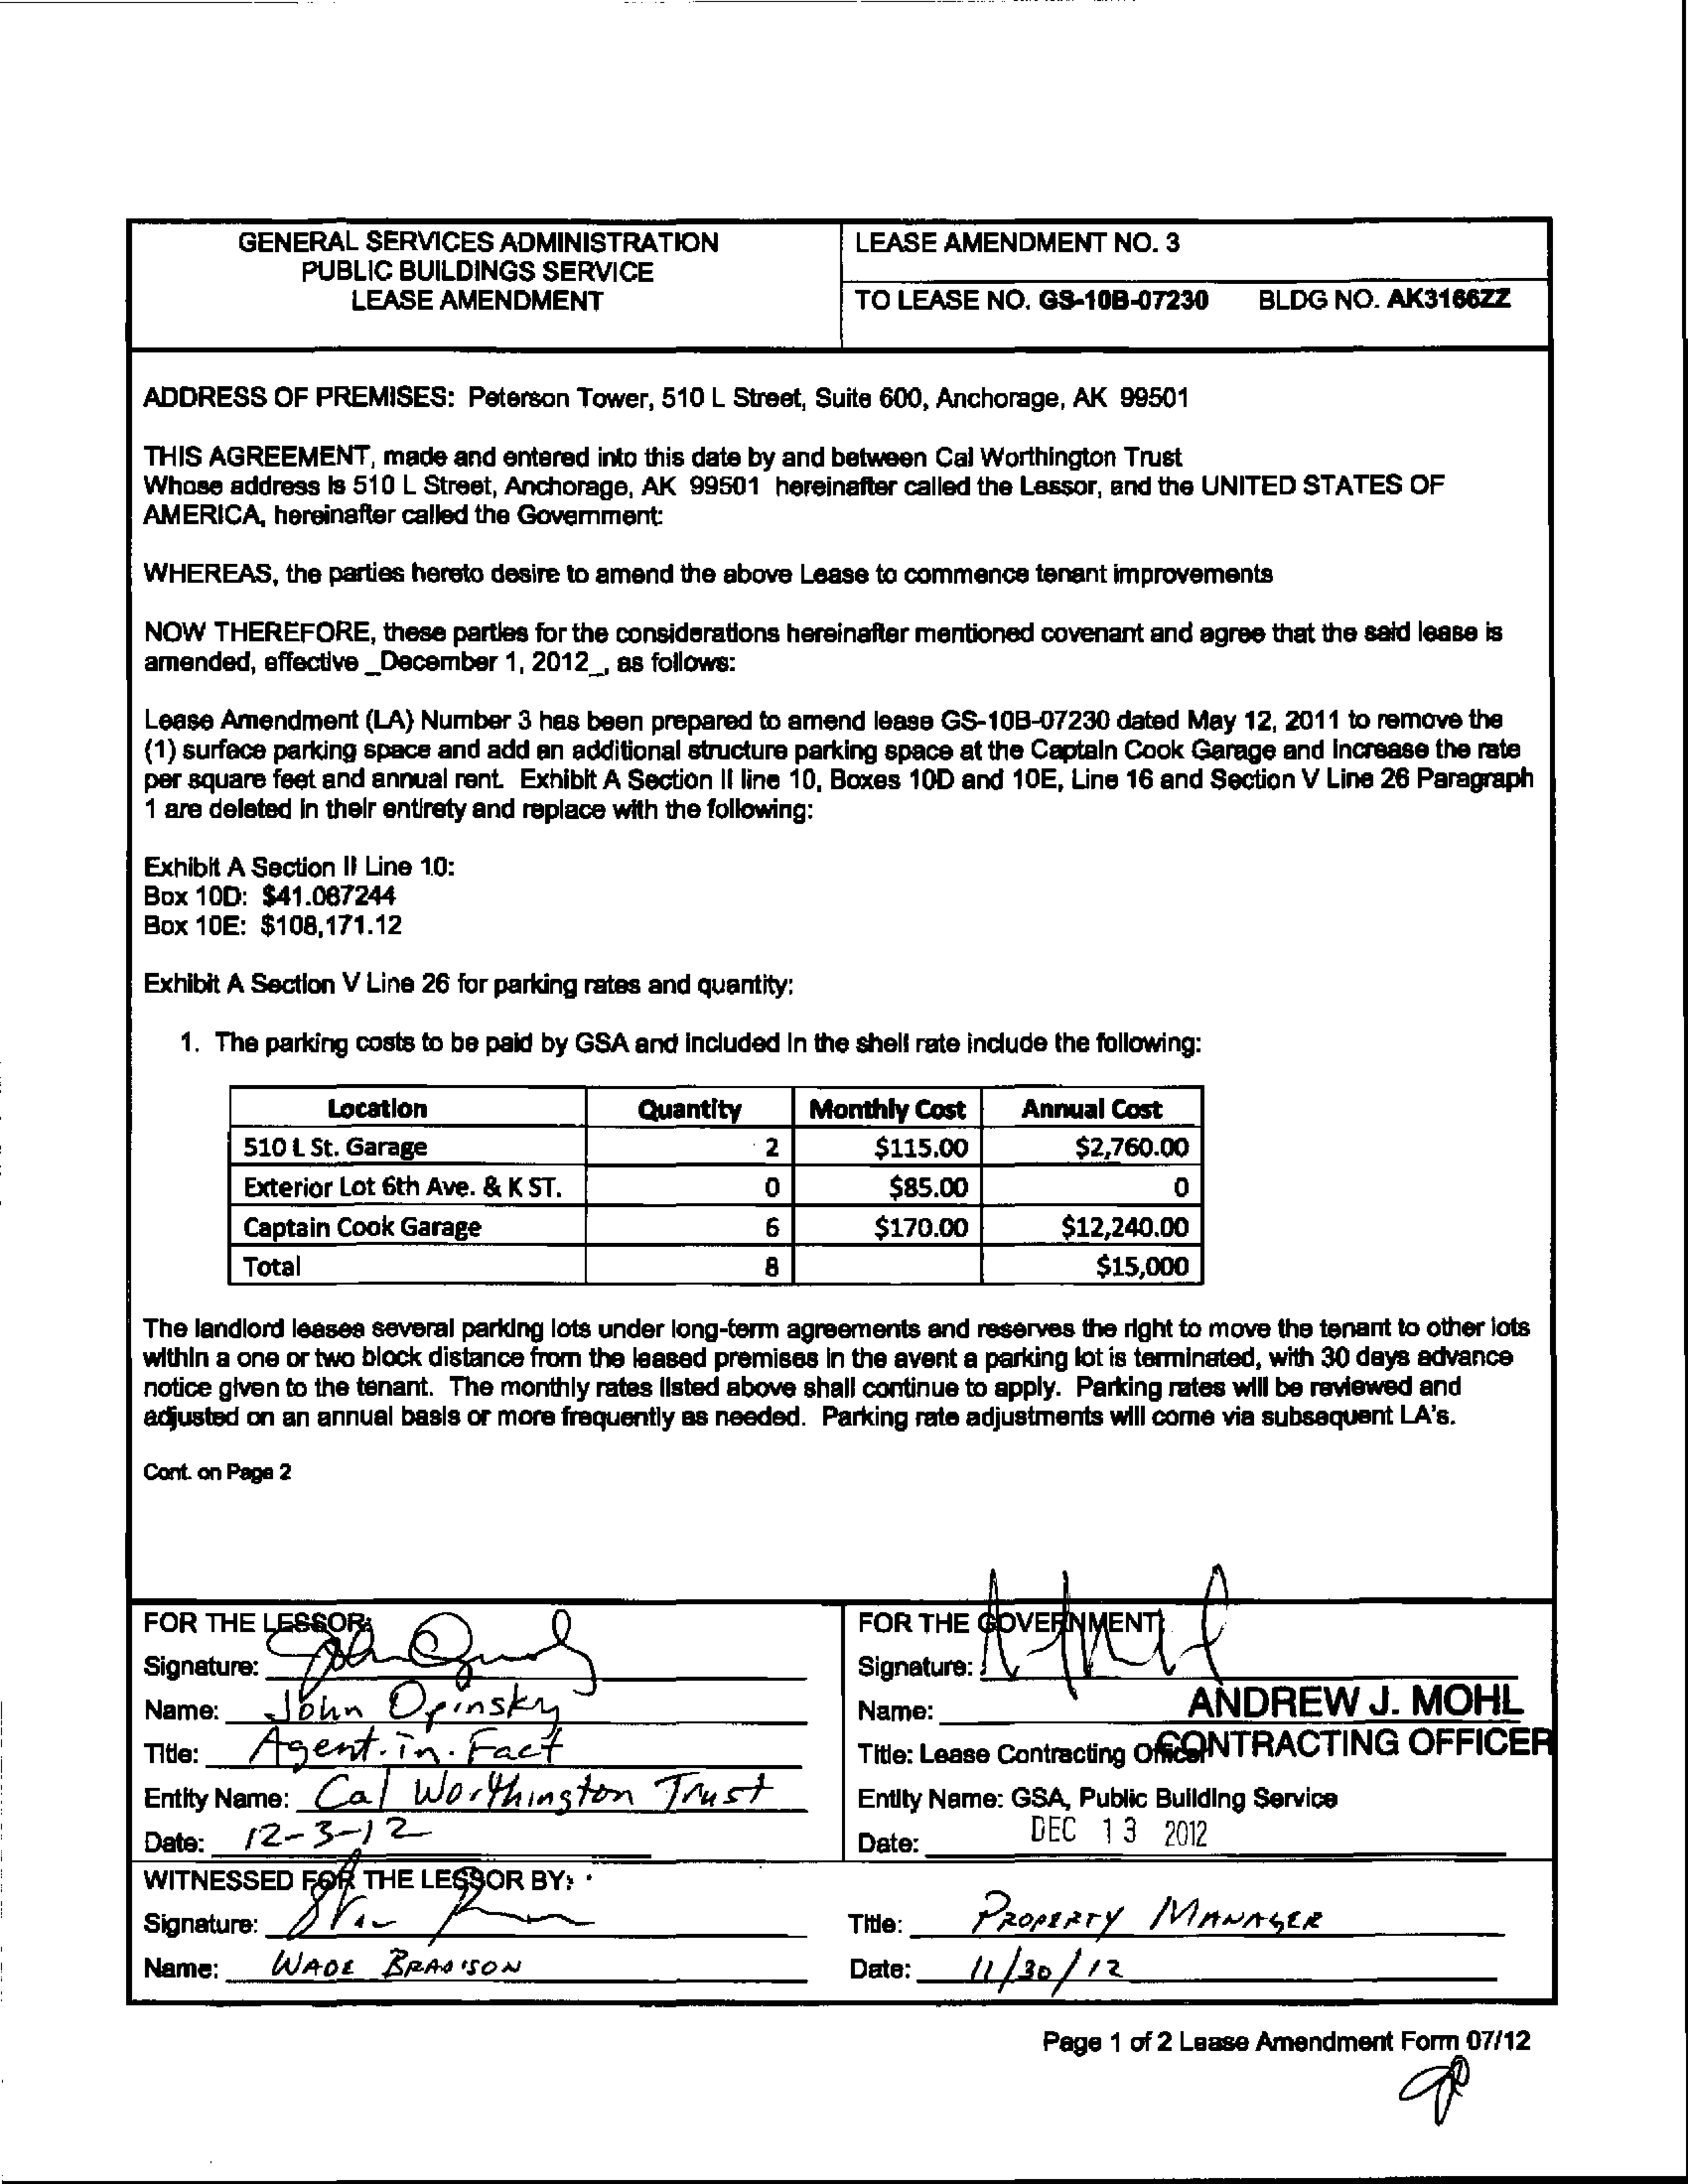 GENERAL SERVICES ADMINISTRATION
PUBLIC BUILDINGS SERVICE
LEASE AMENDMENT
LEASE AMENDMENT NO. 3
TO LEASE NO. GS-10B-07230 BLDG NO. AK3166ZZ
ADDRESS OF PREMISES: Peterson Tower, 510 L Street, Suite 600, Anchorage, AK 99501
THIS AGREEMENT, made and entered into this date by and between Cal Worthington Trust
Whose address is 510 L Street, Anchorage, AK 99501 hereinafter called the Lessor, and the UNITED STATES OF
AMERICA, hereinafter called the Government:
WHEREAS, the parties hereto desire to amend the above Lease to commence tenant improvements
NOW THEREFORE, these parties for the considerations hereinafter mentioned covenant and agree that the said lease is
amended, effective _December 1, 2012_, as follows:
Lease Amendment (LA) Number 3 has been prepared to amend lease GS-10B-07230 dated May 12, 2011 to remove the
(1) surface parking space and add an additional structure parking space at the Captain Cook Garage and increase the rate
per square feet and annual rent. Exhibit A Section II line 10, Boxes 10D and 10E, Line 16 and Section V Line 26 Paragraph
1 are deleted in their entirety and replace with the following:
Exhibit A Section II Line 10:
Box 10D: $41.087244
Box 10E: $108,171.12
Exhibit A Section V Line 26 for parking rates and quantity:
1. The parking costs to be paid by GSA and included in the shell rate include the following:
Location Quantity Monthly Cost Annual Cost
510 L St. Garage 2 $115.00 $2,760.00
Exterior Lot 6th Ave. & K ST. 0 $85.00 0
Captain Cook Garage 6 $170.00 $12,240.00
Total 8 $15,000
The landlord leases several parking lots under long-term agreements and reserves the right to move the tenant to other lots
within a one or two block distance from the leased premises in the event a parking lot is terminated, with 30 days advance
notice given to the tenant. The monthly rates listed above shall continue to apply. Parking rates will be reviewed and
adjusted on an annual basis or more frequently as needed. Parking rate adjustments will come via subsequent LA's.
Cont. on Page 2
FOR THE LESSOR:
Signature:
Name: John Orinsky
Title: Agent-in-Fact
Entity Name: Cal Worthington Trust
Date: 12-3-12
FOR THE GOVERNMENT:
Signature:
Name: ANDREW J. MOHL
Title: Lease Contracting Officer CONTRACTING OFFICER
Entity Name: GSA, Public Building Service
Date: DEC 13 2012
WITNESSED FOR THE LESSOR BY:
Signature:
Name: WADE BRADISON
Title: PROPERTY MANAGER
Date: 11/30/12
Page 1 of 2 Lease Amendment Form 07/12